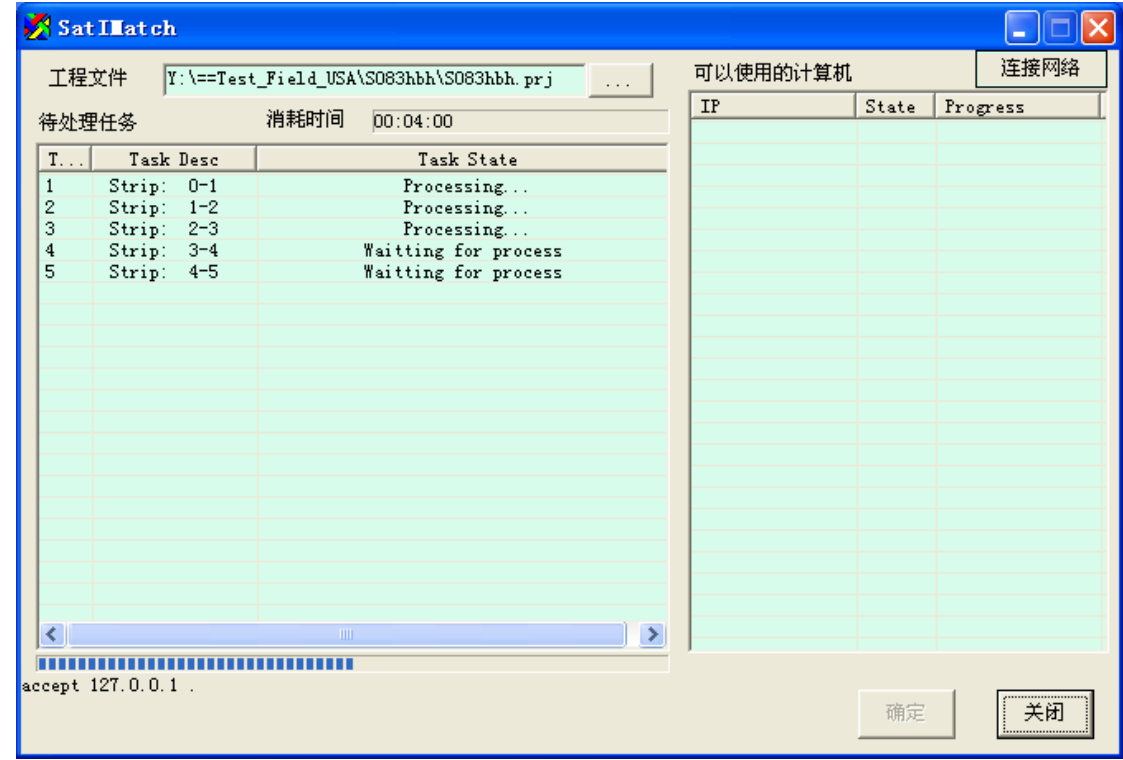 SatIMatch
工程文件 Y:\==Test_Field_USA\S083hbh\S083hbh.prj ...
待处理任务 消耗时间 00:04:00
T... Task Desc Task State
1 Strip: 0-1 Processing...
2 Strip: 1-2 Processing...
3 Strip: 2-3 Processing...
4 Strip: 3-4 Waitting for process
5 Strip: 4-5 Waitting for process
accept 127.0.0.1 .
可以使用的计算机 连接网络
IP State Progress
确定 关闭